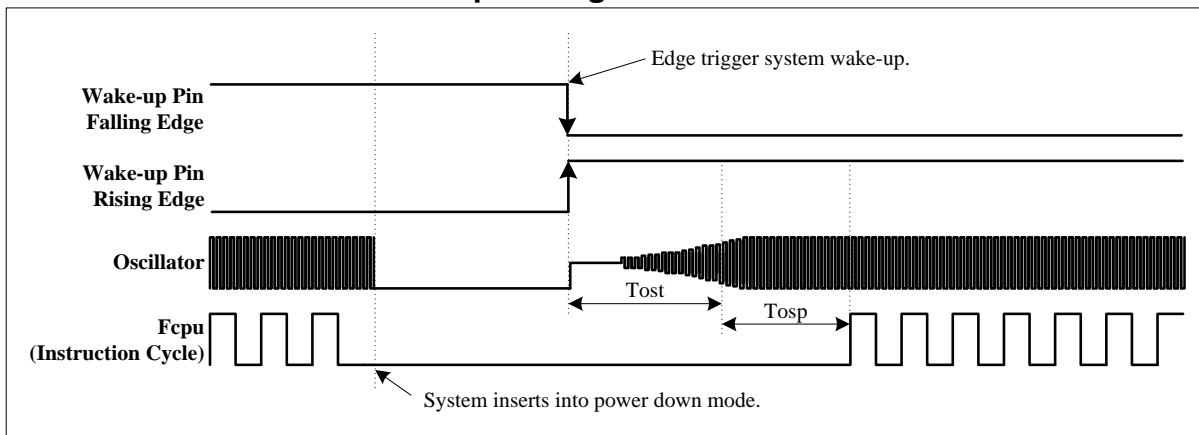 Edge trigger system wake-up.
Wake-up Pin
Falling Edge
Wake-up Pin
Rising Edge
Oscillator
Tost
Tosp
Fcpu
(Instruction Cycle)
System inserts into power down mode.